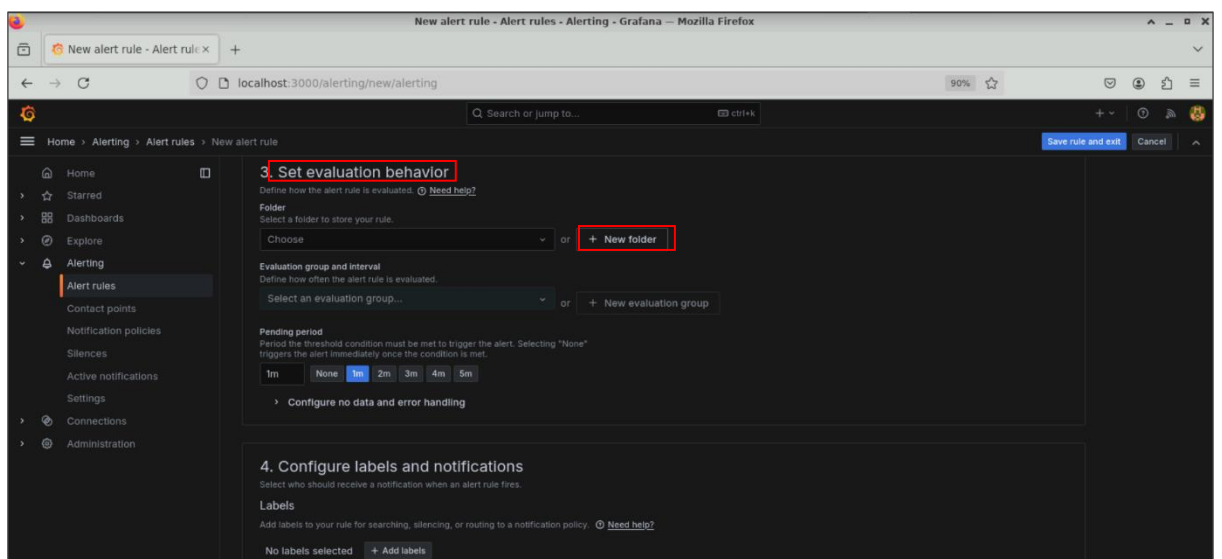 New alert rule - Alert rules - Alerting - Grafana — Mozilla Firefox
New alert rule - Alert rule
localhost:3000/alerting/new/alerting
90%
Search or jump to...
ctrl+k
Home > Alerting > Alert rules > New alert rule
Save rule and exit
Cancel
Home
Starred
Dashboards
Explore
Alerting
Alert rules
Contact points
Notification policies
Silences
Active notifications
Settings
Connections
Administration
3. Set evaluation behavior
Define how the alert rule is evaluated. Need help?
Folder
Select a folder to store your rule.
Choose or + New folder
Evaluation group and interval
Define how often the alert rule is evaluated.
Select an evaluation group... or + New evaluation group
Pending period
Period the threshold condition must be met to trigger the alert. Selecting "None"
triggers the alert immediately once the condition is met.
1m None 1m 2m 3m 4m 5m
Configure no data and error handling
4. Configure labels and notifications
Select who should receive a notification when an alert rule fires.
Labels
Add labels to your rule for searching, silencing, or routing to a notification policy. Need help?
No labels selected + Add labels